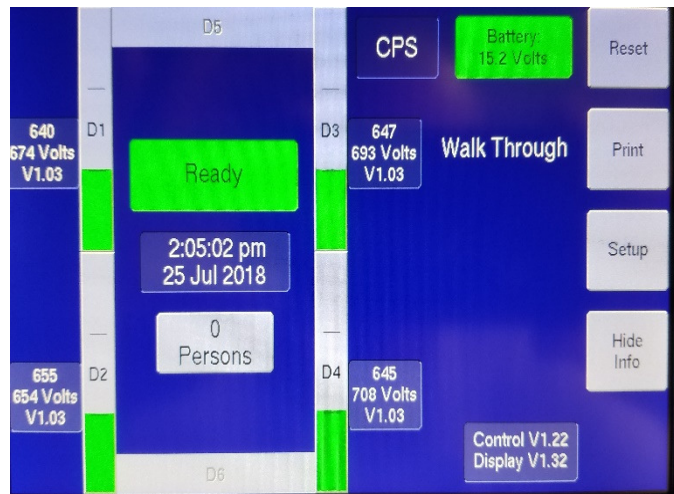 D5
CPS
Battery:
15.2 Volts
Reset
640
674 Volts
V1.03
D1
Ready
D3
647
693 Volts
V1.03
Walk Through
Print
2:05:02 pm
25 Jul 2018
Setup
0
Persons
Hide
Info
655
654 Volts
V1.03
D2
D4
645
708 Volts
V1.03
Control V1.22
Display V1.32
D6